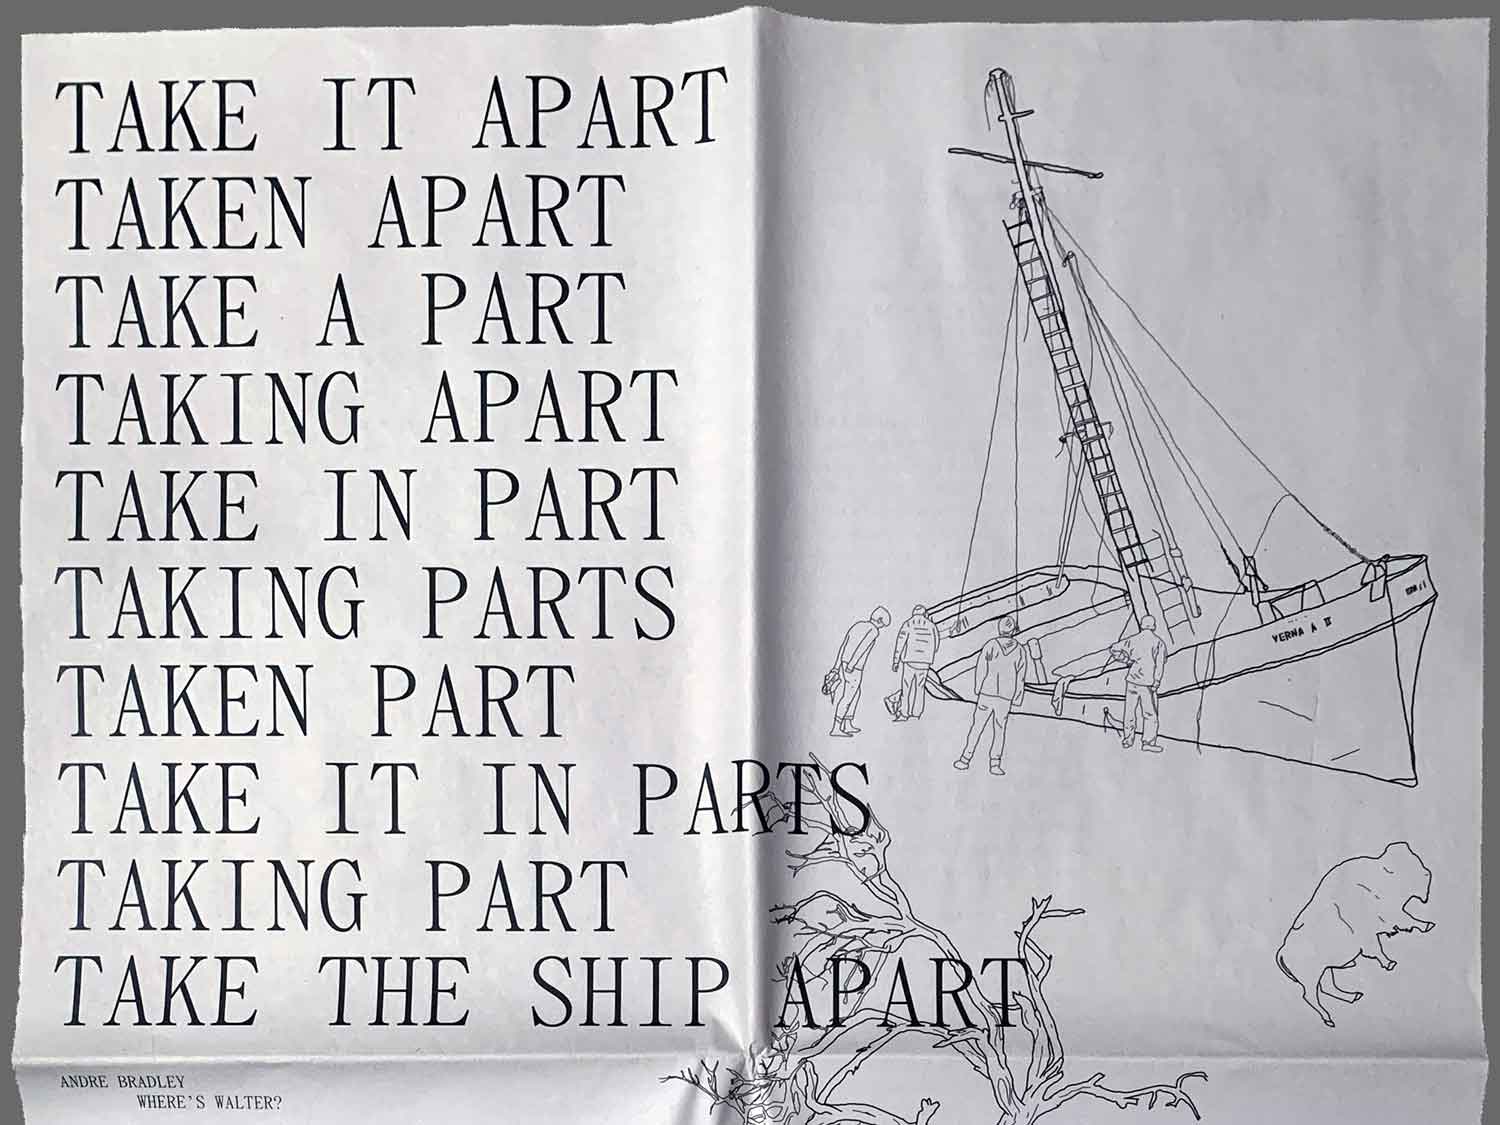 TAKE IT APART
TAKEN APART
TAKE A PART
TAKING APART
TAKE IN PART
TAKING PARTS
TAKEN PART
TAKE IT IN PARTS
TAKING PART
TAKE THE SHIP APART
VERNA A II
ANDRE BRADLEY
WHERE'S WALTER?